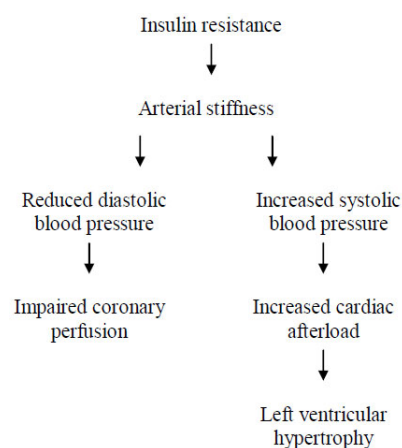 Insulin resistance
Arterial stiffness
Reduced diastolic
blood pressure
Increased systolic
blood pressure
Impaired coronary
perfusion
Increased cardiac
afterload
Left ventricular
hypertrophy